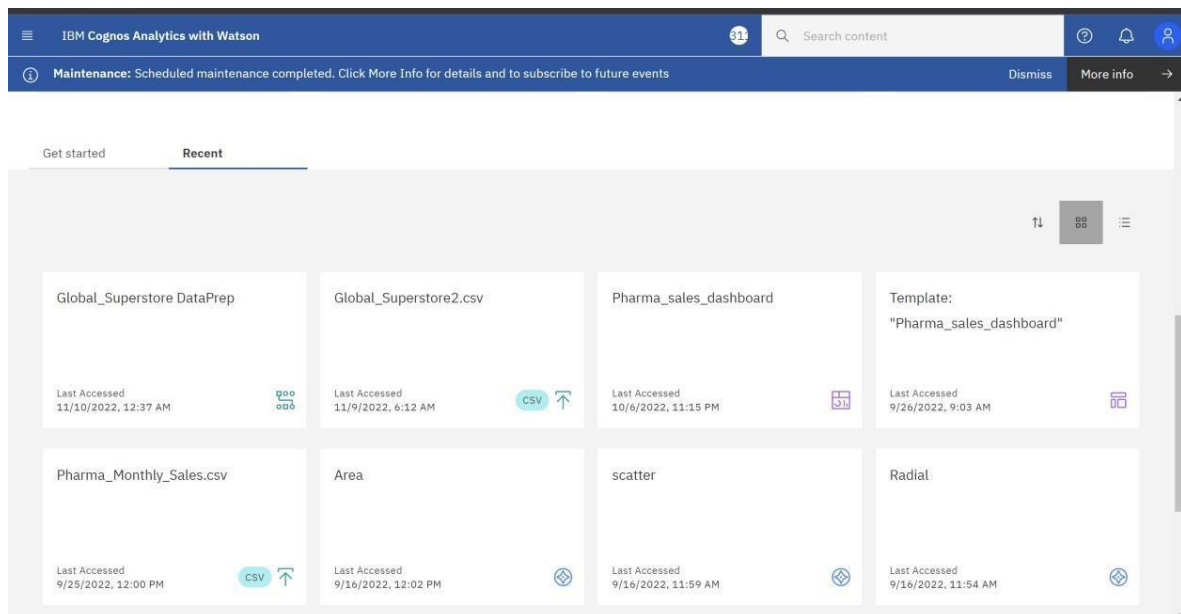 IBM Cognos Analytics with Watson
Search content
Maintenance: Scheduled maintenance completed. Click More Info for details and to subscribe to future events
Dismiss
More info
Get started
Recent
Global_Superstore DataPrep
Last Accessed
11/10/2022, 12:37 AM
Global_Superstore2.csv
Last Accessed
11/9/2022, 6:12 AM
CSV
Pharma_sales_dashboard
Last Accessed
10/6/2022, 11:15 PM
Template:
"Pharma_sales_dashboard"
Last Accessed
9/26/2022, 9:03 AM
Pharma_Monthly_Sales.csv
Last Accessed
9/25/2022, 12:00 PM
CSV
Area
Last Accessed
9/16/2022, 12:02 PM
scatter
Last Accessed
9/16/2022, 11:59 AM
Radial
Last Accessed
9/16/2022, 11:54 AM